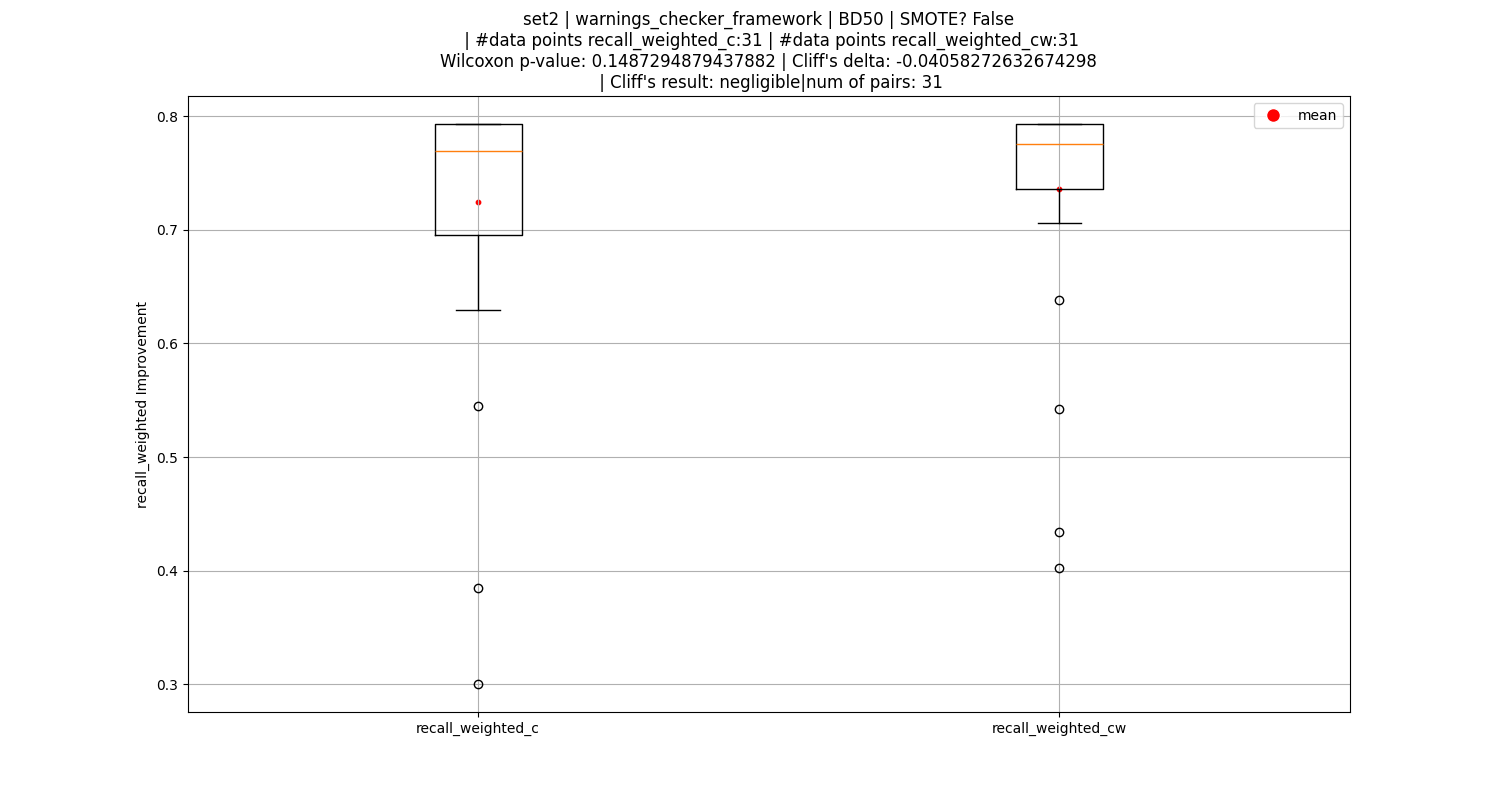 set2 | warnings_checker_framework | BD50 | SMOTE? False
| #data points recall_weighted_c:31 | #data points recall_weighted_cw:31
Wilcoxon p-value: 0.1487294879437882 | Cliff's delta: -0.04058272632674298
| Cliff's result: negligible|num of pairs: 31
mean
0.8
0.7
0.6
0.5
0.4
0.3
recall_weighted Improvement
recall_weighted_c
recall_weighted_cw